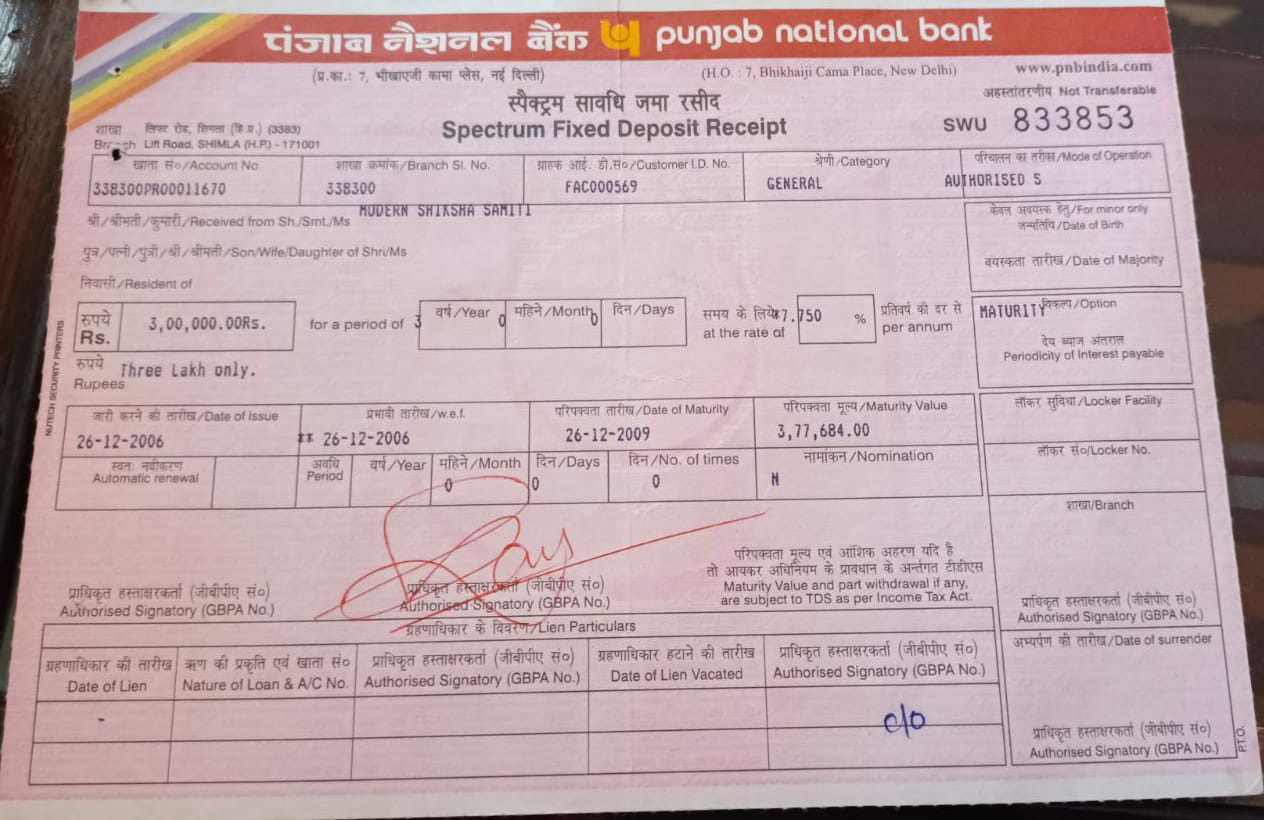 पंजाब नैशनल बैंक punjab national bank
(प्र.का.: 7, भीखाएजी कामा प्लेस, नई दिल्ली) (H.O. : 7, Bhikhaiji Cama Place, New Delhi) www.pnbindia.com
स्पैक्ट्रम सावधि जमा रसीद अहस्तांतरणीय Not Transferable
Spectrum Fixed Deposit Receipt SWU 833853
शाखा लिफ्ट रोड, शिमला (हि.प्र.) (3383)
Branch Lift Road, SHIMLA (H.P.) - 171001
खाता सं०/Account No. शाखा कमांक/Branch Sl. No. ग्राहक आई. डी.सं०/Customer I.D. No. श्रेणी/Category परिचालन का तरीका/Mode of Operation
338300PR00011670 338300 FAC000569 GENERAL AUTHORISED S
श्री/श्रीमती/कुमारी/Received from Sh./Smt./Ms MODERN SHIKSHA SAMITI
केवल अवयस्क हेतु/For minor only
जन्मतिथि/Date of Birth
पुत्र/पत्नी/पुत्री/श्री/श्रीमती/Son/Wife/Daughter of Shri/Ms
वयस्कता तारीख/Date of Majority
निवासी/Resident of
रुपये
Rs. 3,00,000.00Rs. for a period of 3 वर्ष/Year 0 महिने/Month 0 दिन/Days समय के लिये *7.750 % प्रतिवर्ष की दर से
at the rate of per annum
MATURITY विकल्प/Option
देय ब्याज अंतराल
Periodicity of Interest payable
रुपये Three Lakh only.
Rupees
NUTECH SECURITY PRINTERS
जारी करने की तारीख/Date of Issue प्रभावी तारीख/w.e.f. परिपक्वता तारीख/Date of Maturity परिपक्वता मूल्य/Maturity Value लॉकर सुविधा/Locker Facility
26-12-2006 ** 26-12-2006 26-12-2009 3,77,684.00
स्वतः नवीकरण अवधि वर्ष/Year महिने/Month दिन/Days दिन/No. of times नामांकन/Nomination लॉकर सं०/Locker No.
Automatic renewal Period 0 0 0 N
शाखा/Branch
परिपक्वता मूल्य एवं आंशिक अहरण यदि है
तो आयकर अधिनियम के प्रावधान के अर्न्तगत टीडीएस
Maturity Value and part withdrawal if any,
are subject to TDS as per Income Tax Act.
प्राधिकृत हस्ताक्षरकर्ता (जीबीपीए सं०) प्राधिकृत हस्ताक्षरकर्ता (जीबीपीए सं०) प्राधिकृत हस्ताक्षरकर्ता (जीबीपीए सं०)
Authorised Signatory (GBPA No.) Authorised Signatory (GBPA No.) Authorised Signatory (GBPA No.)
ग्रहणाधिकार के विवरण/Lien Particulars अभ्यर्पण की तारीख/Date of surrender
ग्रहणाधिकार की तारीख ऋण की प्रकृति एवं खाता सं० प्राधिकृत हस्ताक्षरकर्ता (जीबीपीए सं०) ग्रहणाधिकार हटाने की तारीख प्राधिकृत हस्ताक्षरकर्ता (जीबीपीए सं०)
Date of Lien Nature of Loan & A/C No. Authorised Signatory (GBPA No.) Date of Lien Vacated Authorised Signatory (GBPA No.)
- c/o
प्राधिकृत हस्ताक्षरकर्ता (जीबीपीए सं०)
Authorised Signatory (GBPA No.)
P.T.O.